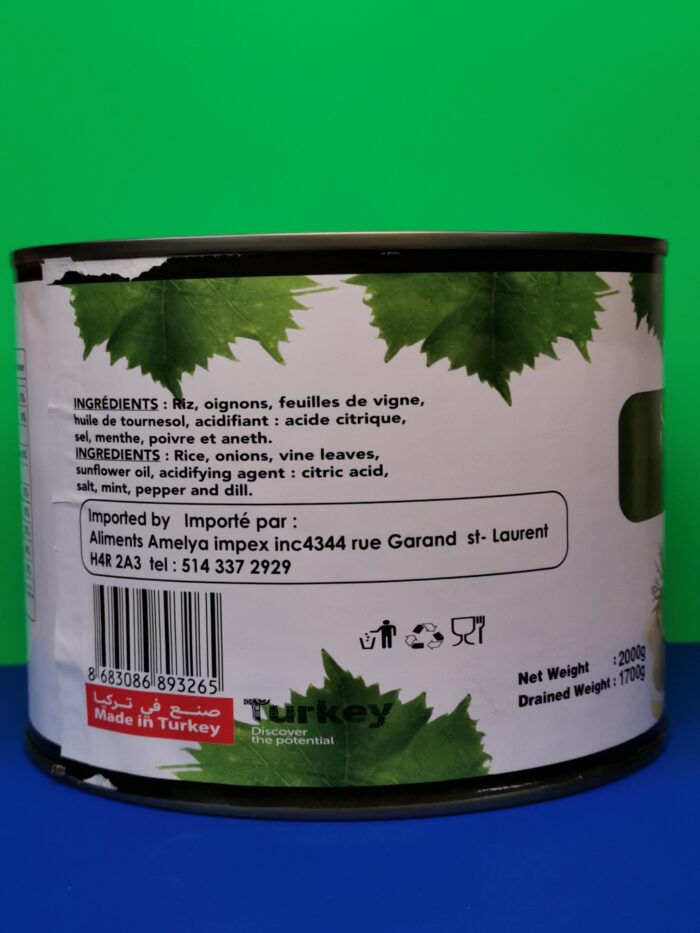 INGRÉDIENTS : Riz, oignons, feuilles de vigne,
huile de tournesol, acidifiant : acide citrique,
sel, menthe, poivre et aneth.
INGREDIENTS : Rice, onions, vine leaves,
sunflower oil, acidifying agent : citric acid,
salt, mint, pepper and dill.
Imported by Importé par :
Aliments Amelya impex inc4344 rue Garand st- Laurent
H4R 2A3 tel : 514 337 2929
8 683086 893265
صنع في تركيا
Made in Turkey
Turkey
Discover
the potential
Net Weight : 2000g
Drained Weight : 1700g